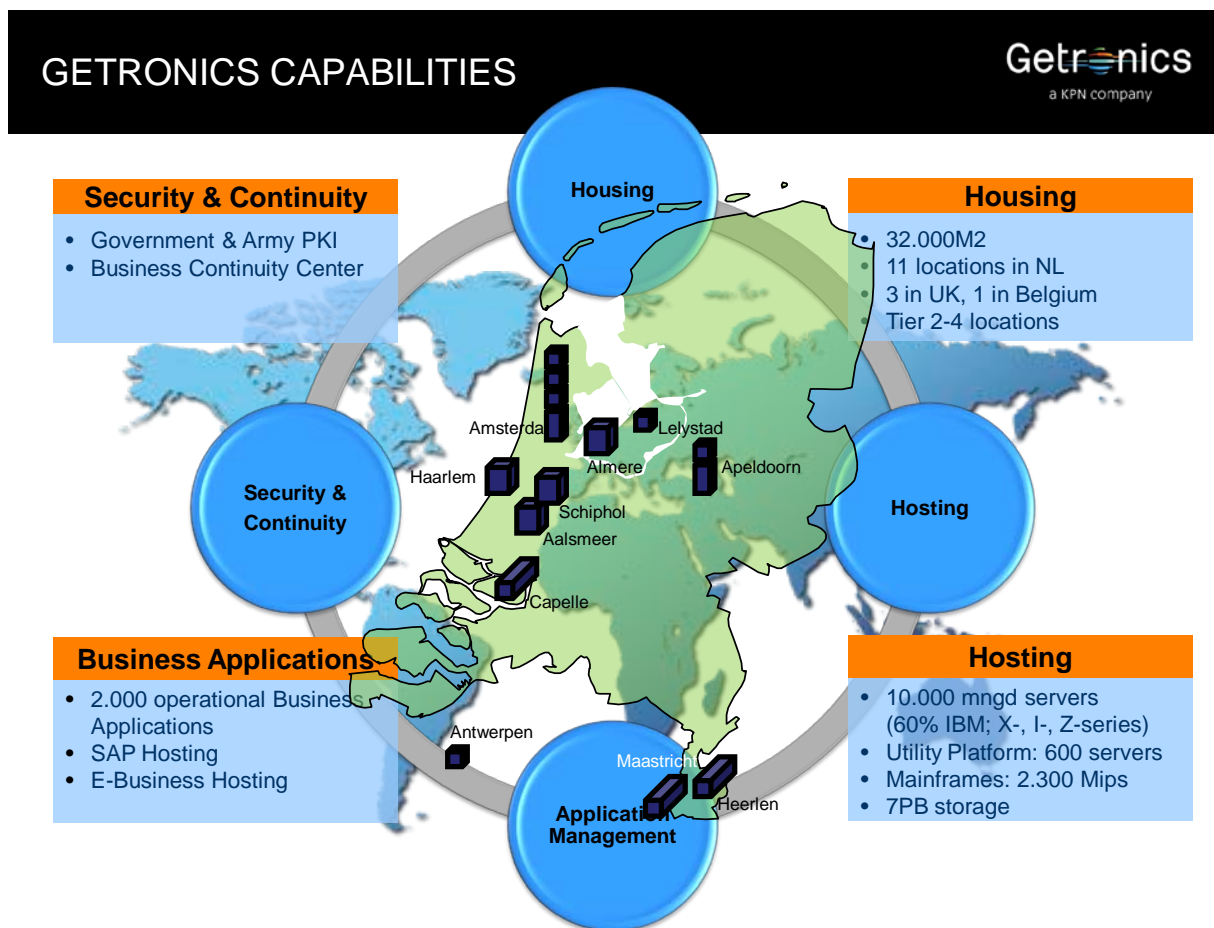 GETRONICS CAPABILITIES
Getronics
a KPN company
Housing
Security & Continuity
• Government & Army PKI
• Business Continuity Center
Housing
• 32.000M2
• 11 locations in NL
• 3 in UK, 1 in Belgium
• Tier 2-4 locations
Amsterda
Lelystad
Almere
Apeldoorn
Haarlem
Schiphol
Aalsmeer
Capelle
Security &
Continuity
Hosting
Business Applications
• 2.000 operational Business
Applications
• SAP Hosting
• E-Business Hosting
Antwerpen
Maastricht
Heerlen
Application
Management
Hosting
• 10.000 mngd servers
(60% IBM; X-, I-, Z-series)
• Utility Platform: 600 servers
• Mainframes: 2.300 Mips
• 7PB storage